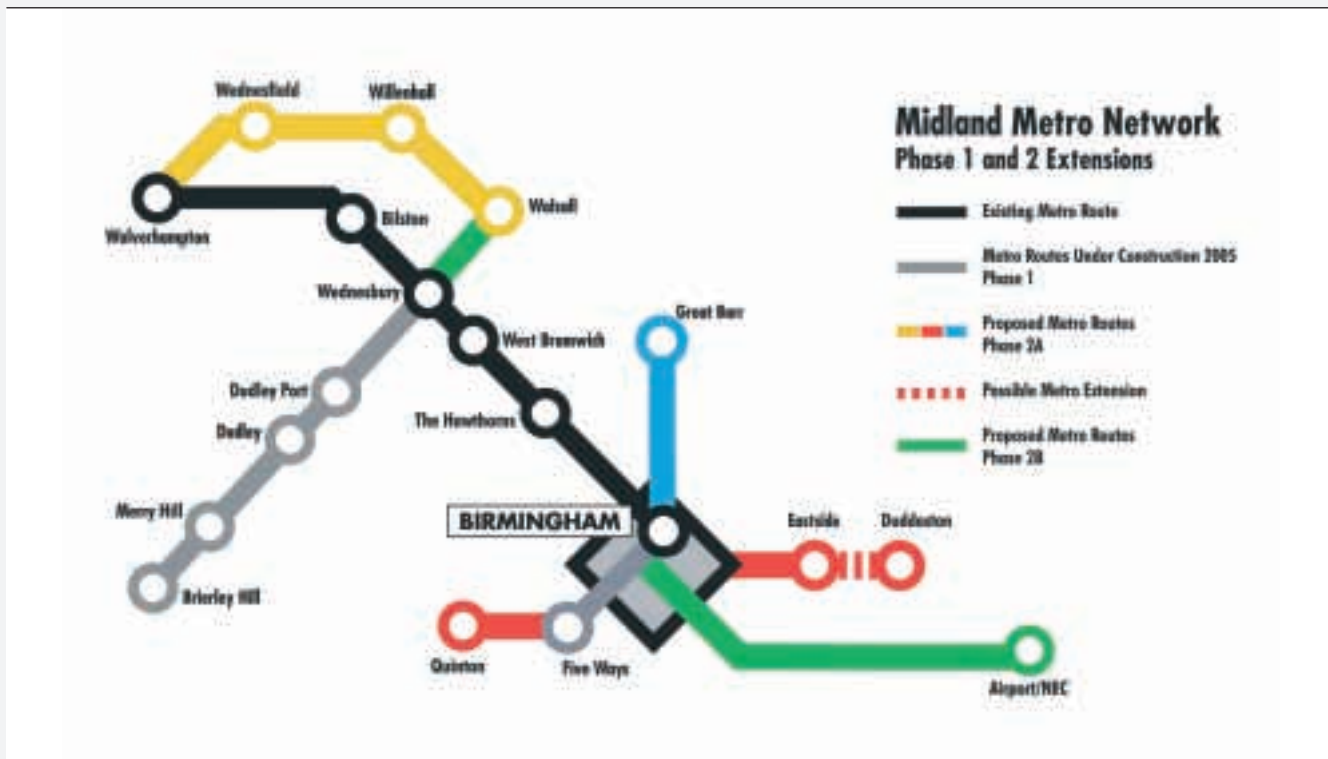 Wednesfield
Willenhall
Midland Metro Network
Phase 1 and 2 Extensions
Existing Metro Route
Metro Routes Under Construction 2005
Phase 1
Proposed Metro Routes
Phase 2A
Possible Metro Extension
Proposed Metro Routes
Phase 2B
Walsall
Bilston
Wolverhampton
Wednesbury
Great Barr
West Bromwich
Dudley Port
The Hawthorns
Dudley
Merry Hill
BIRMINGHAM
Eastside
Duddeston
Brierley Hill
Quinton
Five Ways
Airport/NEC